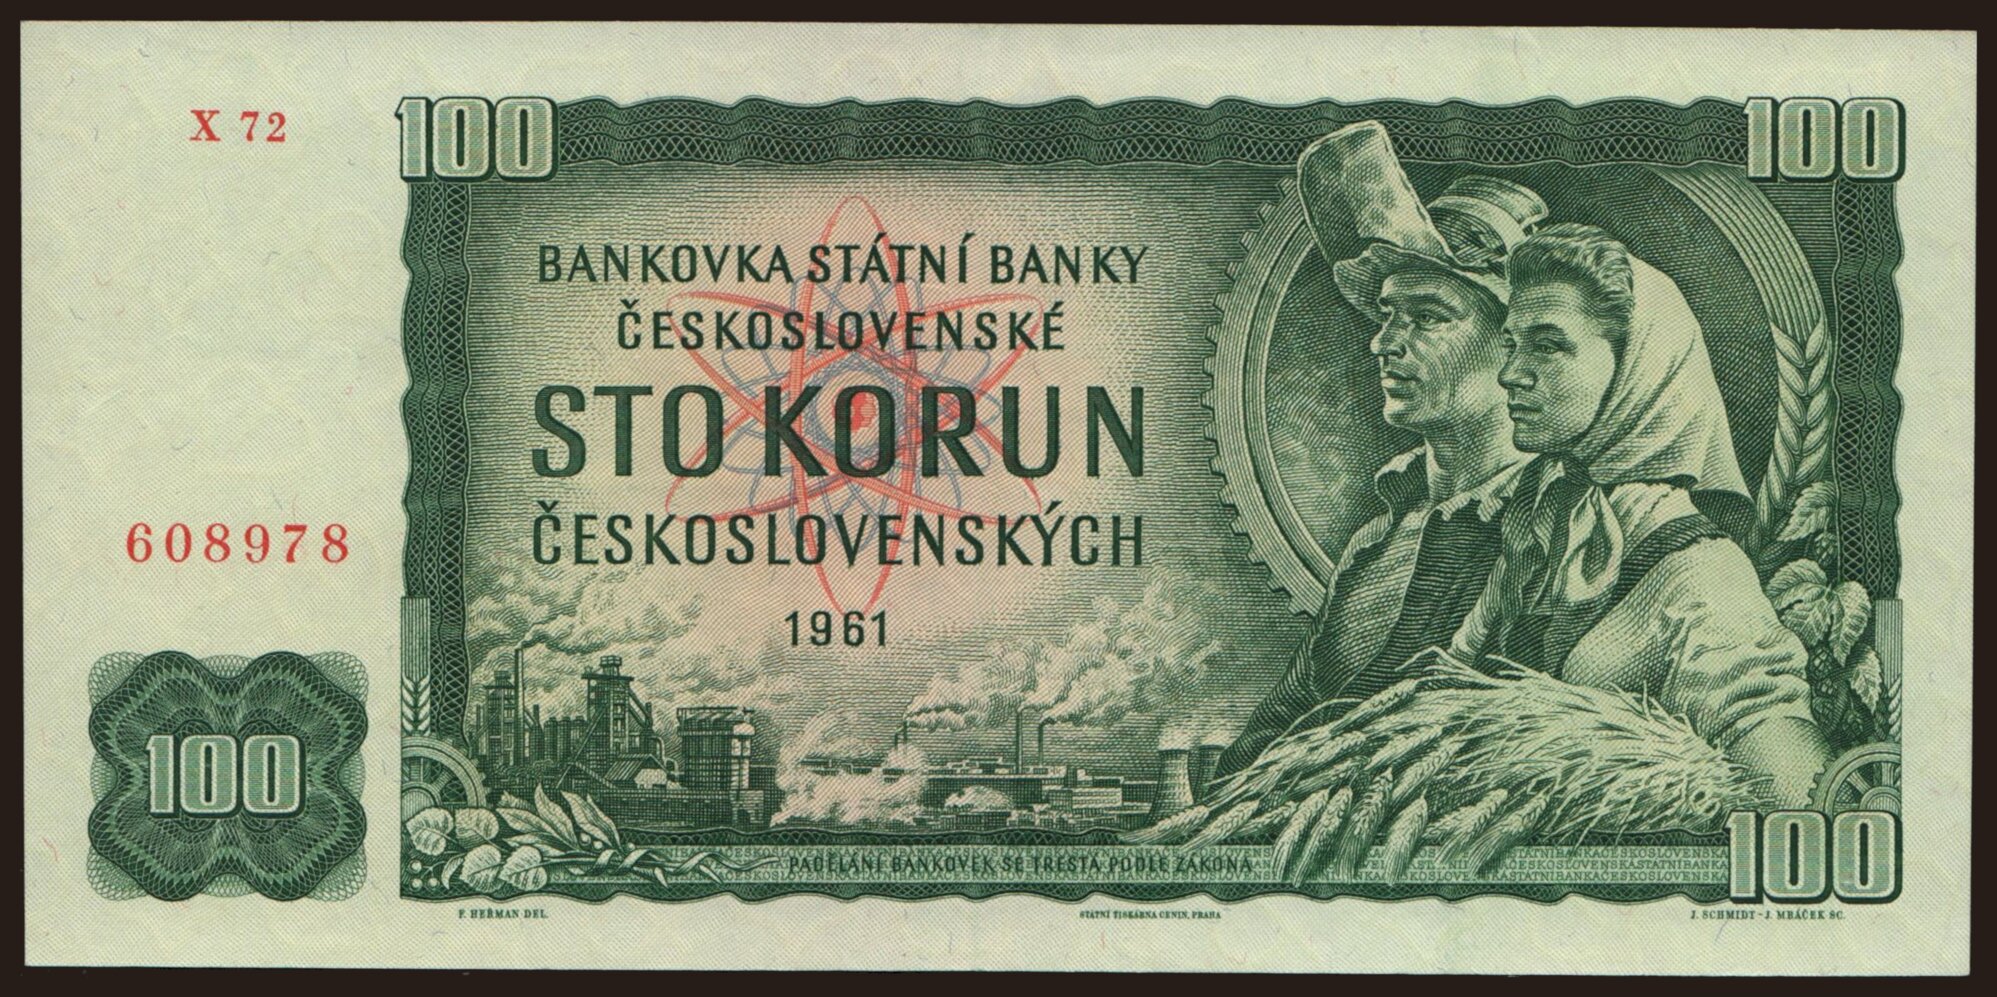 X 72
100
100
BANKOVKA STÁTNÍ BANKY
ČESKOSLOVENSKÉ
STO KORUN
ČESKOSLOVENSKÝCH
1961
608978
100
PADĚLÁNÍ BANKOVEK SE TRESTÁ PODLE ZÁKONA
100
F. HEŘMAN DEL.
STÁTNÍ TISKÁRNA CENIN, PRAHA
J. SCHMIDT - J. MRÁČEK SC.